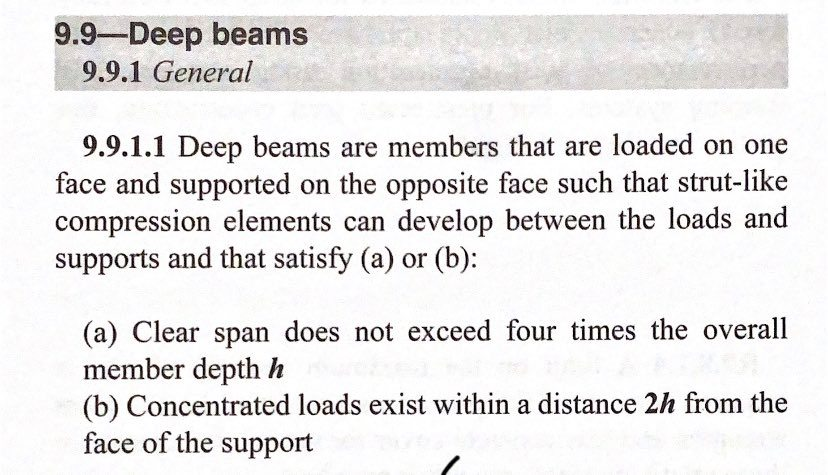 9.9—Deep beams
9.9.1 General
9.9.1.1 Deep beams are members that are loaded on one
face and supported on the opposite face such that strut-like
compression elements can develop between the loads and
supports and that satisfy (a) or (b):
(a) Clear span does not exceed four times the overall
member depth h
(b) Concentrated loads exist within a distance 2h from the
face of the support